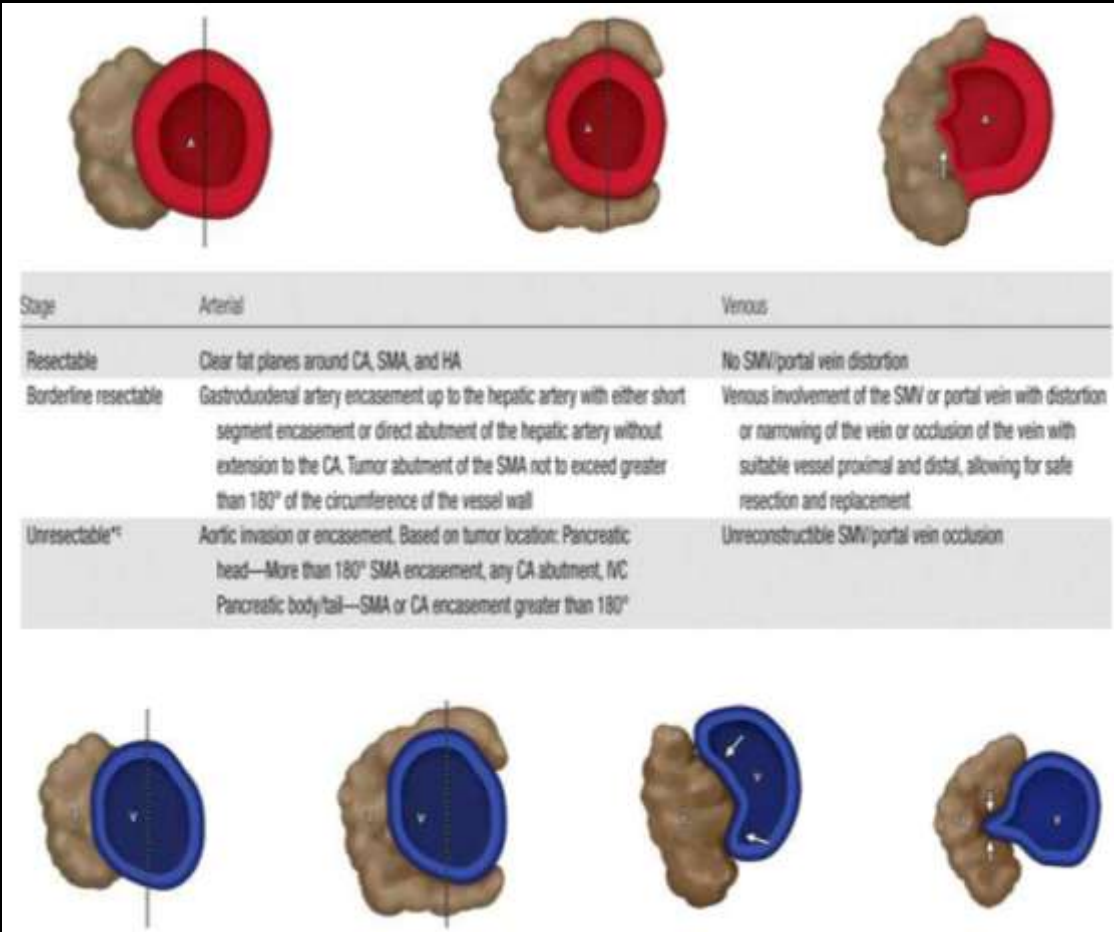 A
A
A
Stage Arterial Venous
Resectable Clear fat planes around CA, SMA, and HA No SMV/portal vein distortion
Borderline resectable Gastroduodenal artery encasement up to the hepatic artery with either short Venous involvement of the SMV or portal vein with distortion
segment encasement or direct abutment of the hepatic artery without or narrowing of the vein or occlusion of the vein with
extension to the CA. Tumor abutment of the SMA not to exceed greater suitable vessel proximal and distal, allowing for safe
than 180° of the circumference of the vessel wall resection and replacement
Unresectable* Aortic invasion or encasement. Based on tumor location: Pancreatic Unreconstructible SMV/portal vein occlusion
head—More than 180° SMA encasement, any CA abutment, IVC
Pancreatic body/tail—SMA or CA encasement greater than 180°
V
V
V
V